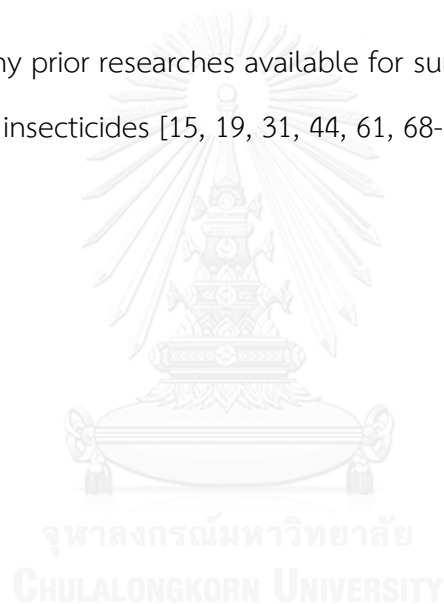 ny prior researches available for su
insecticides [15, 19, 31, 44, 61, 68-
จุฬาลงกรณ์มหาวิทยาลัย
CHULALONGKORN UNIVERSITY